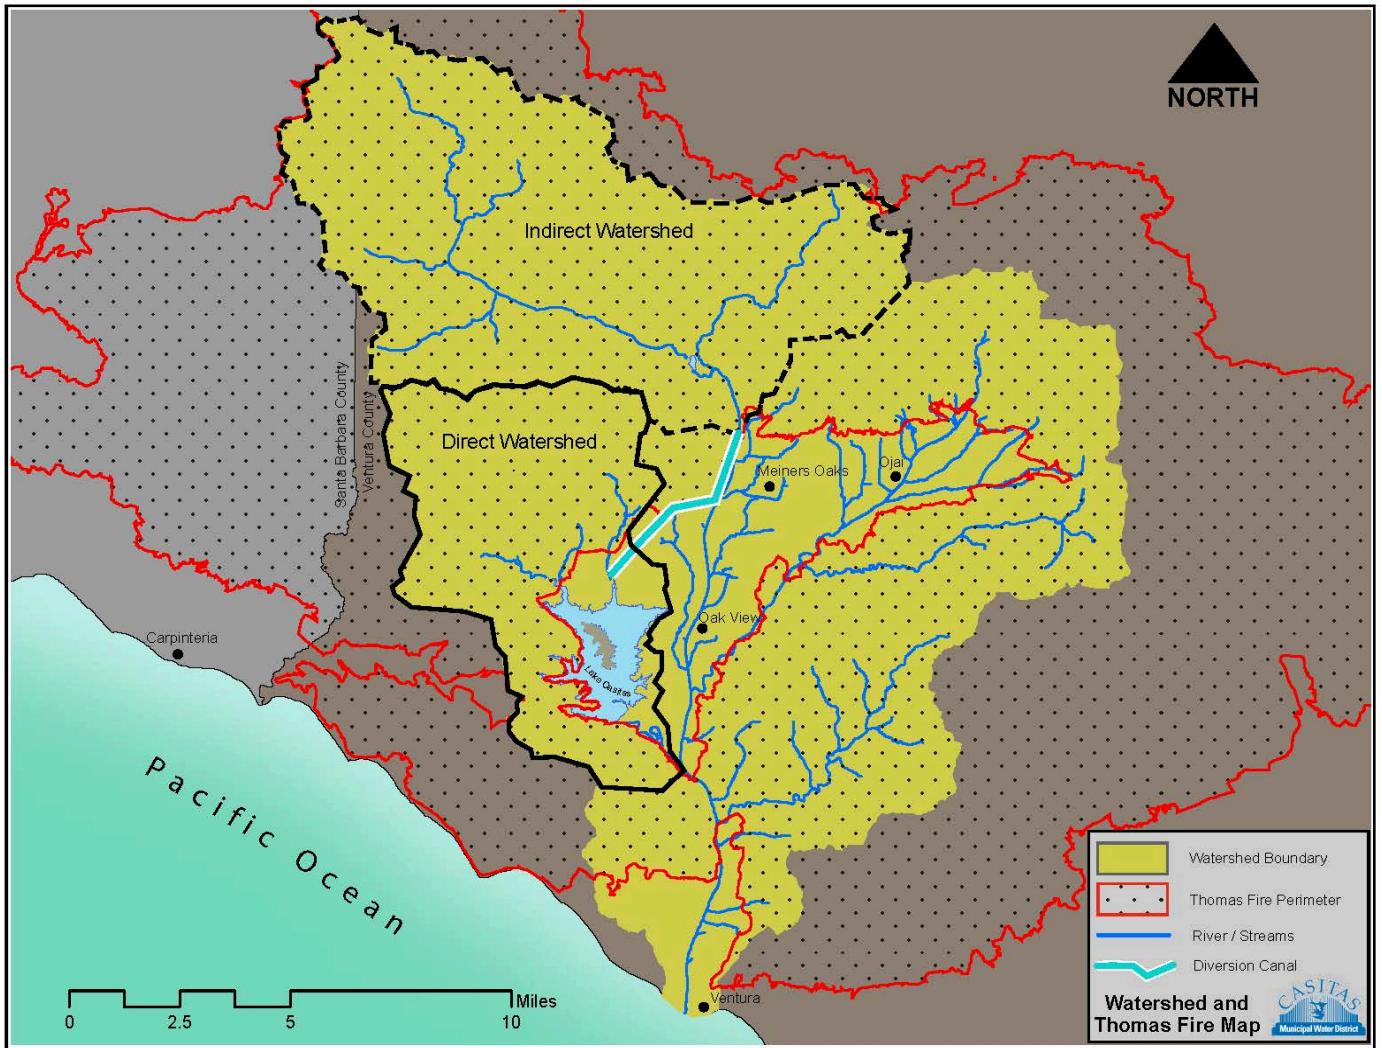 NORTH
Indirect Watershed
Santa Barbara County
Ventura County
Direct Watershed
Meiners Oaks
Ojai
Oak View
Carpinteria
Lake Casitas
Pacific Ocean
Ventura
Miles
0 2.5 5 10
Watershed Boundary
Thomas Fire Perimeter
River / Streams
Diversion Canal
Watershed and
Thomas Fire Map
CASITAS
Municipal Water District